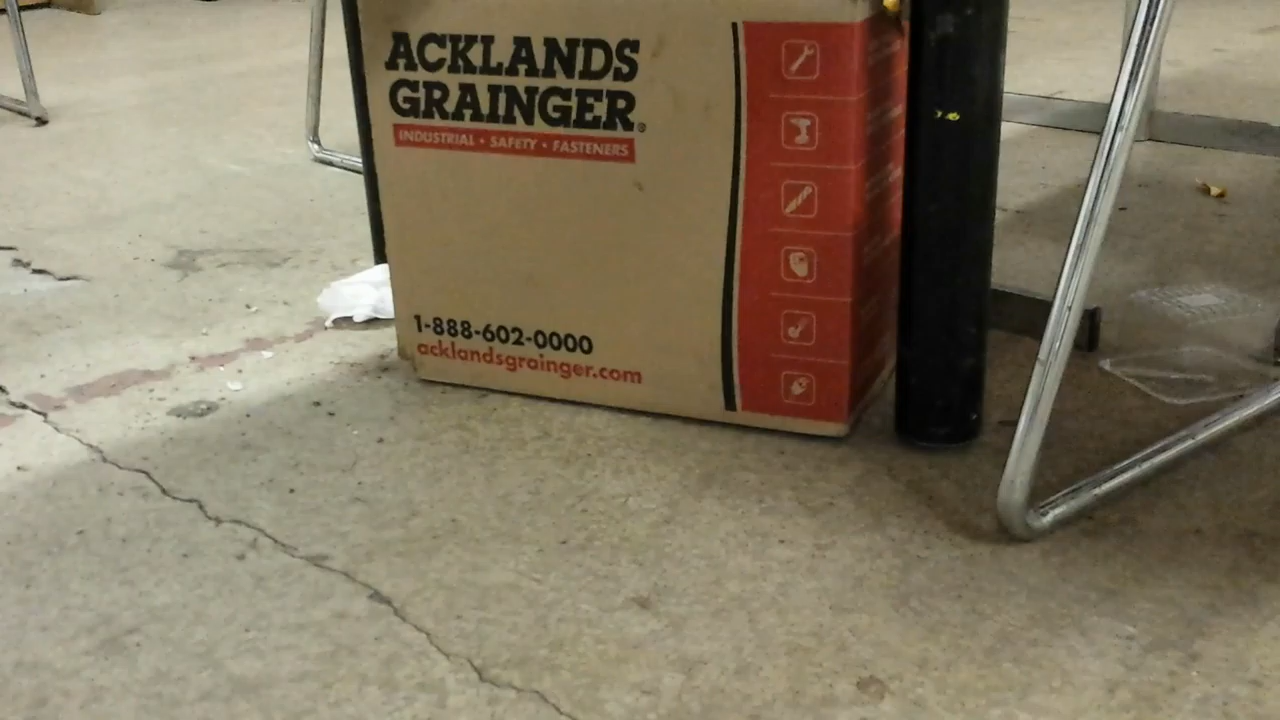 ACKLANDS
GRAINGER®
INDUSTRIAL • SAFETY • FASTENERS
1-888-602-0000
acklandsgrainger.com